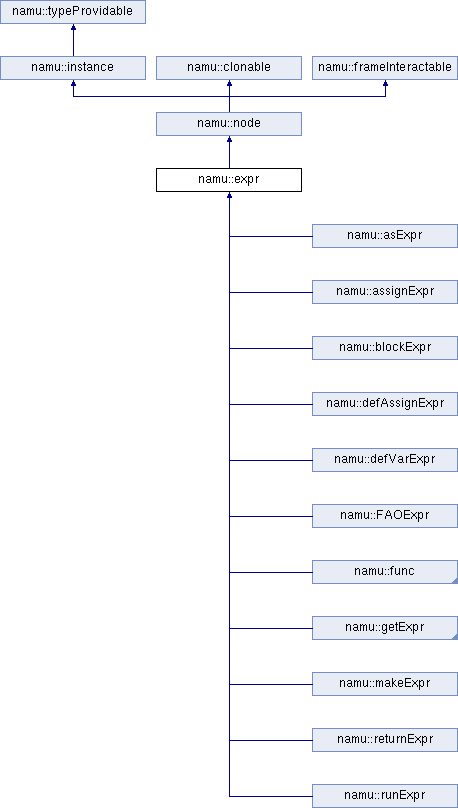 namu::typeProvidable
namu::instance
namu::clonable
namu::frameInteractable
namu::node
namu::expr
namu::asExpr
namu::assignExpr
namu::blockExpr
namu::defAssignExpr
namu::defVarExpr
namu::FAOExpr
namu::func
namu::getExpr
namu::makeExpr
namu::returnExpr
namu::runExpr